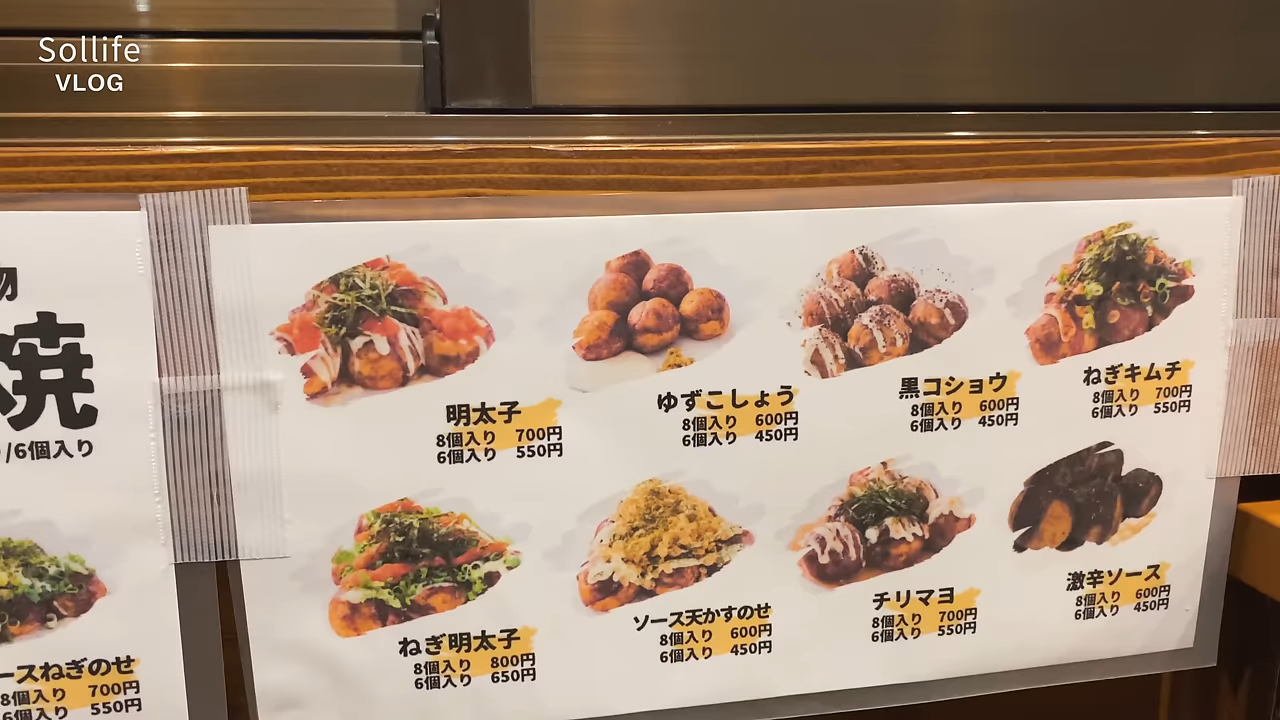 Sollife
VLOG
焼
/6個入り
ースねぎのせ
8個入り 700円
6個入り 550円
明太子
8個入り 700円
6個入り 550円
ゆずこしょう
8個入り 600円
6個入り 450円
黒コショウ
8個入り 600円
6個入り 450円
ねぎキムチ
8個入り 700円
6個入り 550円
ねぎ明太子
8個入り 800円
6個入り 650円
ソース天かすのせ
8個入り 600円
6個入り 450円
チリマヨ
8個入り 700円
6個入り 550円
激辛ソース
8個入り 600円
6個入り 450円